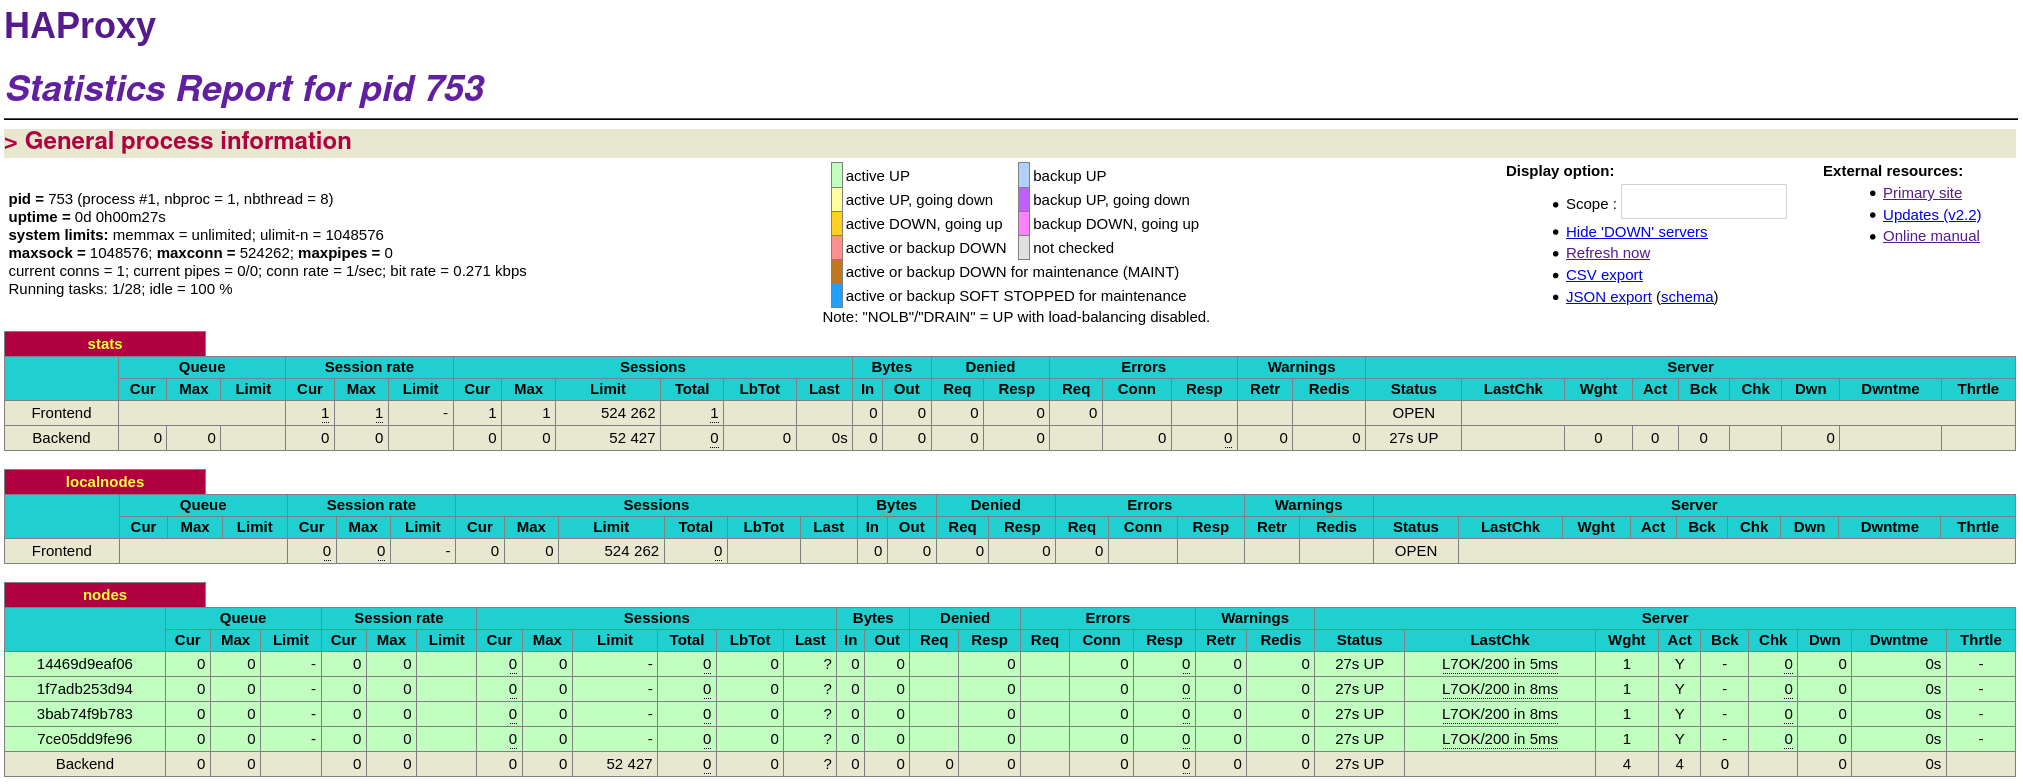 HAProxy
Statistics Report for pid 753
> General process information
pid = 753 (process #1, nbproc = 1, nbthread = 8)
uptime = 0d 0h00m27s
system limits: memmax = unlimited; ulimit-n = 1048576
maxsock = 1048576; maxconn = 524262; maxpipes = 0
current conns = 1; current pipes = 0/0; conn rate = 1/sec; bit rate = 0.271 kbps
Running tasks: 1/28; idle = 100 %
active UP backup UP
active UP, going down backup UP, going down
active DOWN, going up backup DOWN, going up
active or backup DOWN not checked
active or backup DOWN for maintenance (MAINT)
active or backup SOFT STOPPED for maintenance
Note: "NOLB"/"DRAIN" = UP with load-balancing disabled.
Display option:
• Scope :
• Hide 'DOWN' servers
• Refresh now
• CSV export
• JSON export (schema)
External resources:
• Primary site
• Updates (v2.2)
• Online manual
stats
Queue Session rate Sessions Bytes Denied Errors Warnings Server
Cur Max Limit Cur Max Limit Cur Max Limit Total LbTot Last In Out Req Resp Req Conn Resp Retr Redis Status LastChk Wght Act Bck Chk Dwn Dwntme Thrtle
Frontend 1 1 - 1 1 524 262 1 0 0 0 0 0 OPEN
Backend 0 0 0 0 0 0 52 427 0 0 0s 0 0 0 0 0 0 0 0 27s UP 0 0 0 0
localnodes
Queue Session rate Sessions Bytes Denied Errors Warnings Server
Cur Max Limit Cur Max Limit Cur Max Limit Total LbTot Last In Out Req Resp Req Conn Resp Retr Redis Status LastChk Wght Act Bck Chk Dwn Dwntme Thrtle
Frontend 0 0 - 0 0 524 262 0 0 0 0 0 0 OPEN
nodes
Queue Session rate Sessions Bytes Denied Errors Warnings Server
Cur Max Limit Cur Max Limit Cur Max Limit Total LbTot Last In Out Req Resp Req Conn Resp Retr Redis Status LastChk Wght Act Bck Chk Dwn Dwntme Thrtle
14469d9eaf06 0 0 - 0 0 0 0 - 0 0 ? 0 0 0 0 0 0 0 27s UP L7OK/200 in 5ms 1 Y - 0 0 0s -
1f7adb253d94 0 0 - 0 0 0 0 - 0 0 ? 0 0 0 0 0 0 0 27s UP L7OK/200 in 8ms 1 Y - 0 0 0s -
3bab74f9b783 0 0 - 0 0 0 0 - 0 0 ? 0 0 0 0 0 0 0 27s UP L7OK/200 in 8ms 1 Y - 0 0 0s -
7ce05dd9fe96 0 0 - 0 0 0 0 - 0 0 ? 0 0 0 0 0 0 0 27s UP L7OK/200 in 5ms 1 Y - 0 0 0s -
Backend 0 0 0 0 0 0 52 427 0 0 ? 0 0 0 0 0 0 0 0 27s UP 4 4 0 0 0s